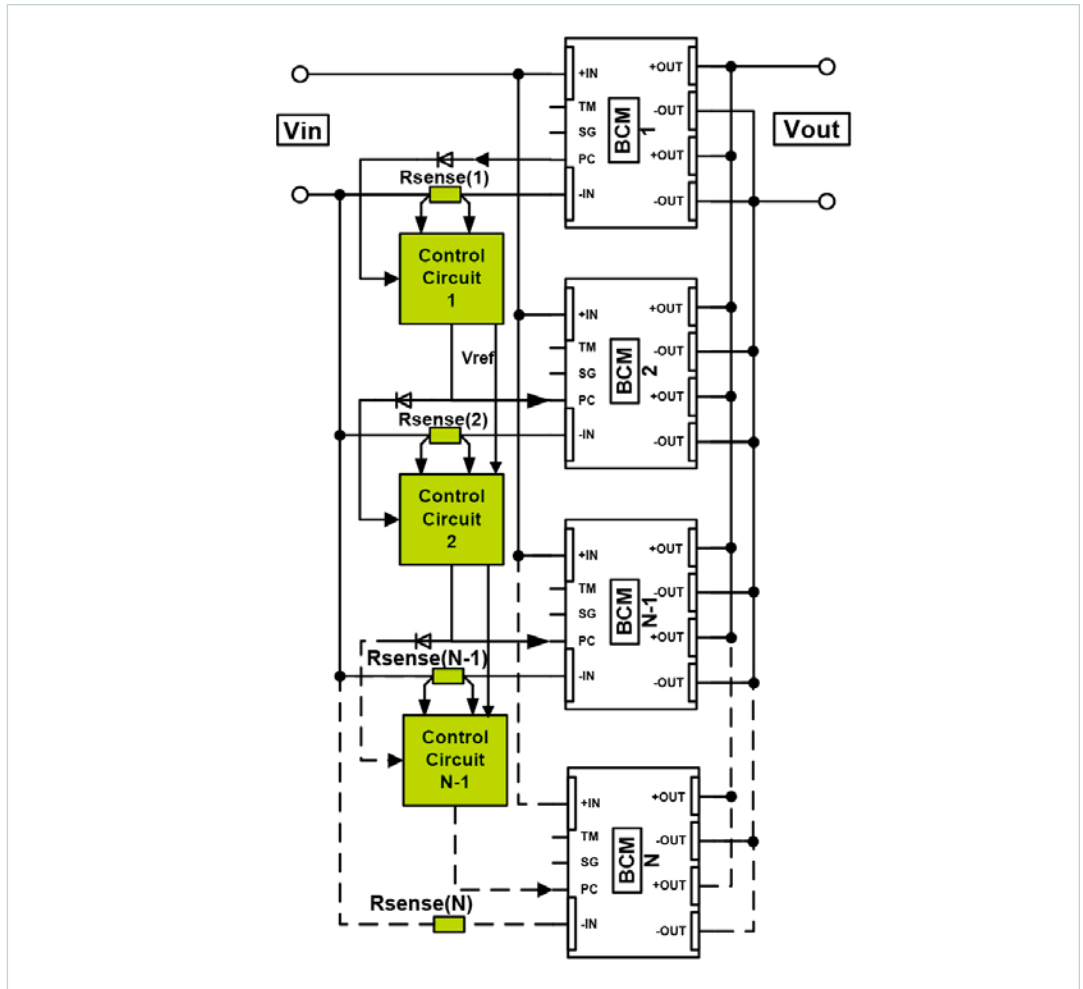 +IN
TM
SG
PC
-IN
BCM
1
+OUT
-OUT
+OUT
-OUT
Vin
Vout
Rsense(1)
Control
Circuit
1
Vref
+IN
TM
SG
PC
-IN
BCM
2
+OUT
-OUT
+OUT
-OUT
Rsense(2)
Control
Circuit
2
+IN
TM
SG
PC
-IN
BCM
N-1
+OUT
-OUT
+OUT
-OUT
Rsense(N-1)
Control
Circuit
N-1
+IN
TM
SG
PC
-IN
BCM
N
+OUT
-OUT
+OUT
-OUT
Rsense(N)